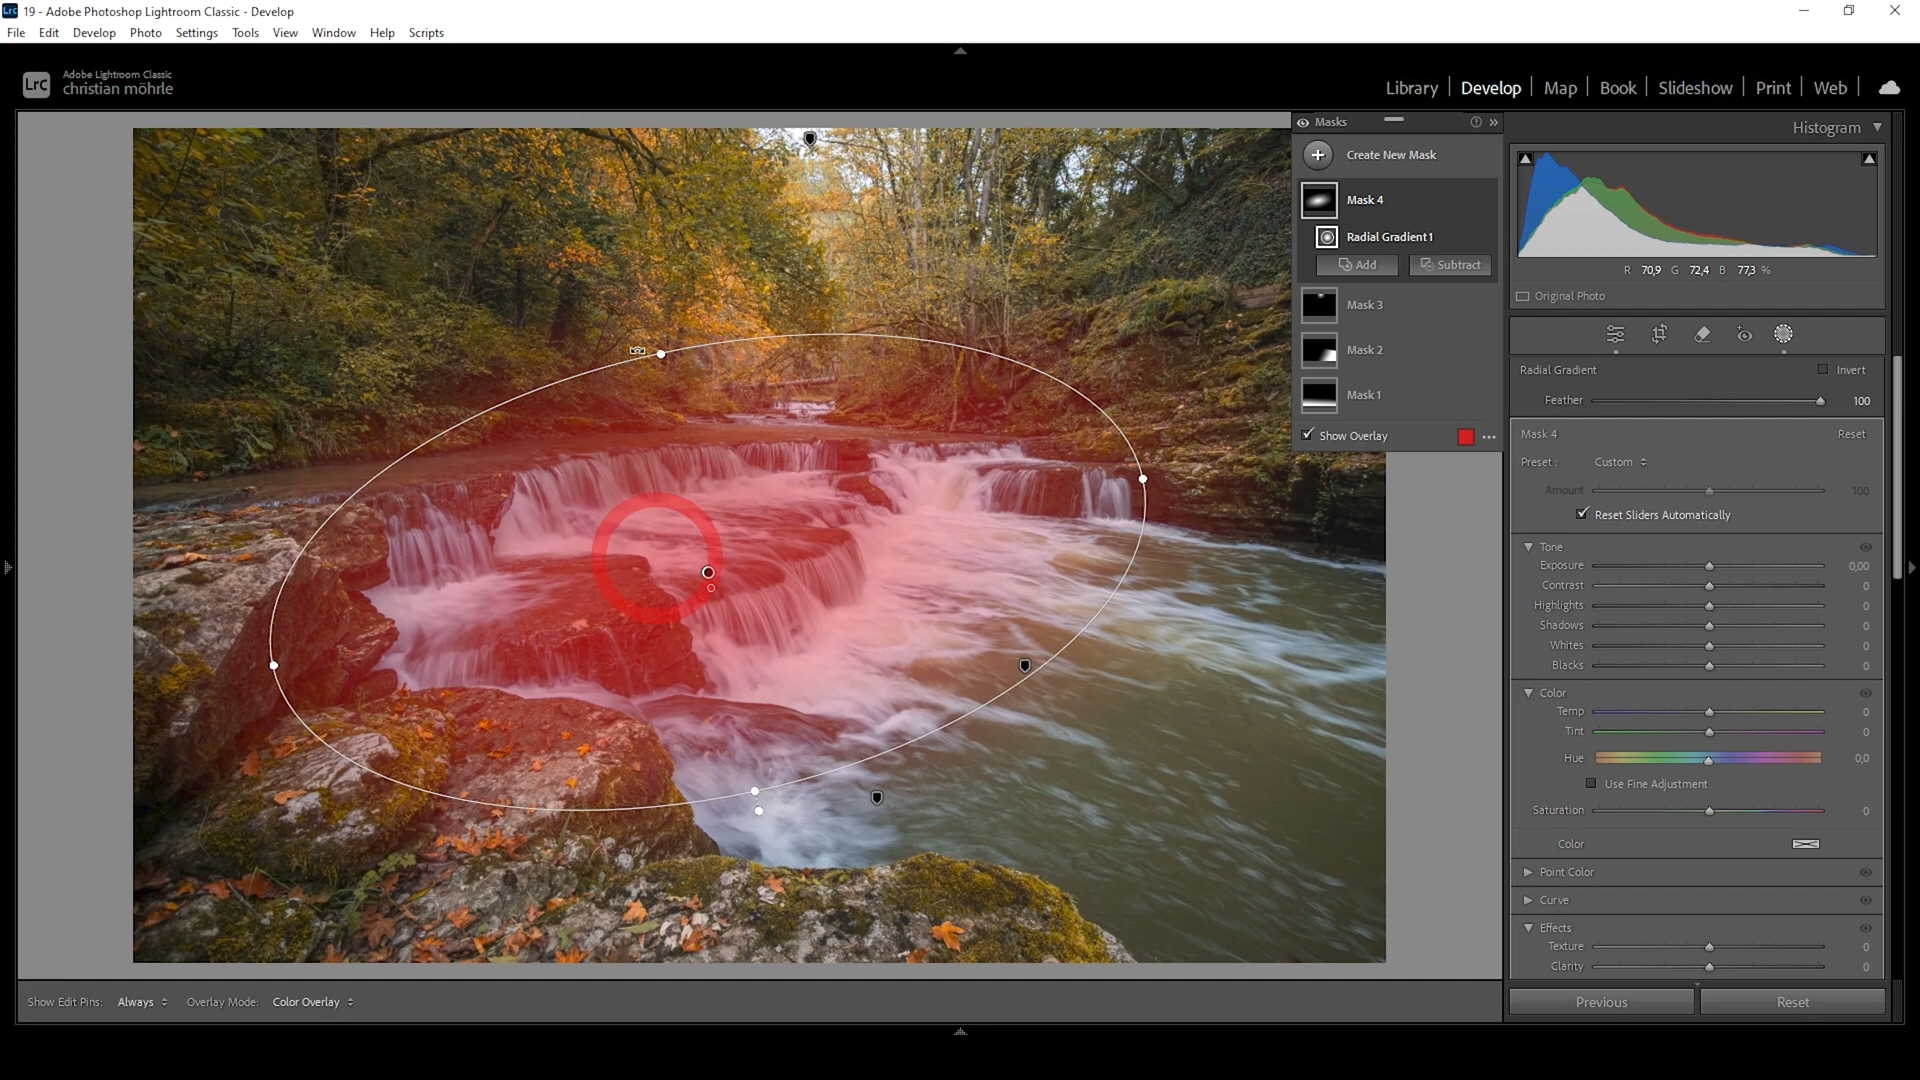 19 - Adobe Photoshop Lightroom Classic - Develop
File Edit Develop Photo Settings Tools View Window Help Scripts
LrC
Adobe Lightroom Classic
christian möhrle
Library Develop Map Book Slideshow Print Web
Masks
Create New Mask
Mask 4
Radial Gradient 1
Add Subtract
Mask 3
Mask 2
Mask 1
Show Overlay
Histogram
R 70,9 G 72,4 B 77,3 %
Original Photo
Radial Gradient Invert
Feather 100
Mask 4 Reset
Preset : Custom
Amount 100
Reset Sliders Automatically
Tone
Exposure 0,00
Contrast 0
Highlights 0
Shadows 0
Whites 0
Blacks 0
Color
Temp 0
Tint 0
Hue 0,0
Use Fine Adjustment
Saturation 0
Color
Point Color
Curve
Effects
Texture 0
Clarity 0
Show Edit Pins: Always Overlay Mode: Color Overlay
Previous Reset